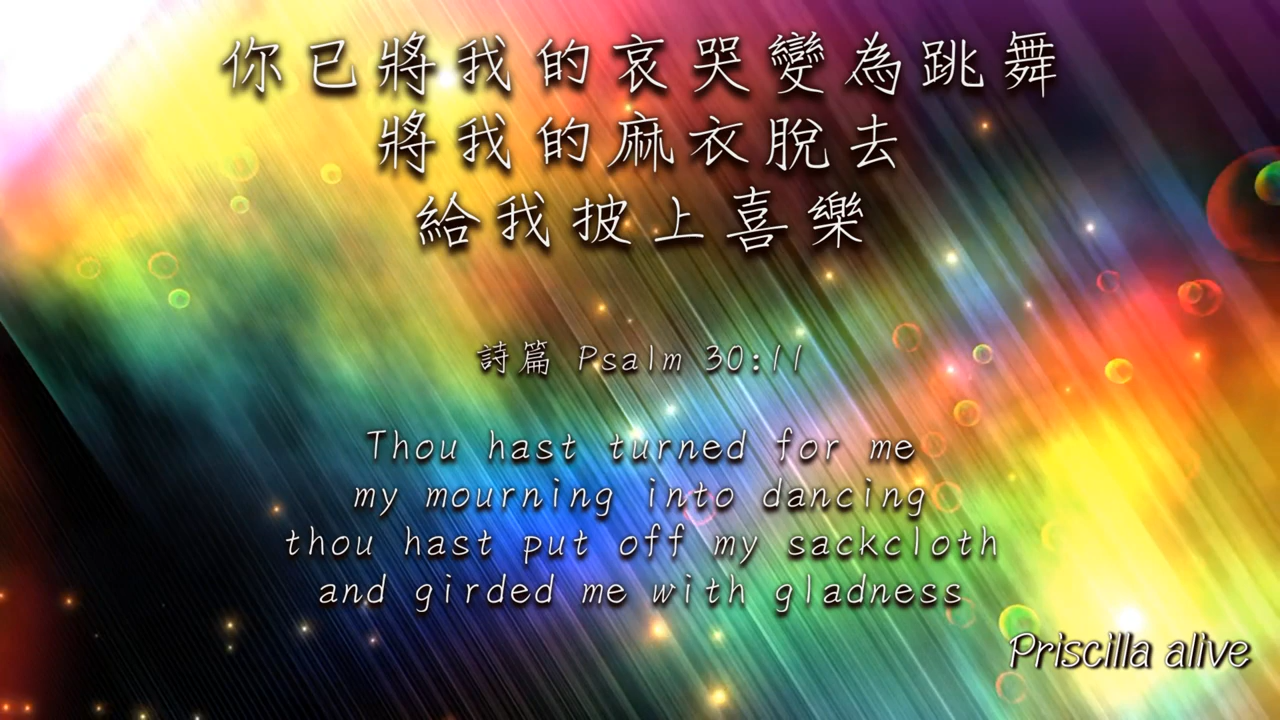 你已將我的哀哭變為跳舞
將我的麻衣脫去
給我披上喜樂
詩篇 Psalm 30:11
Thou hast turned for me
my mourning into dancing
thou hast put off my sackcloth
and girded me with gladness
Priscilla alive